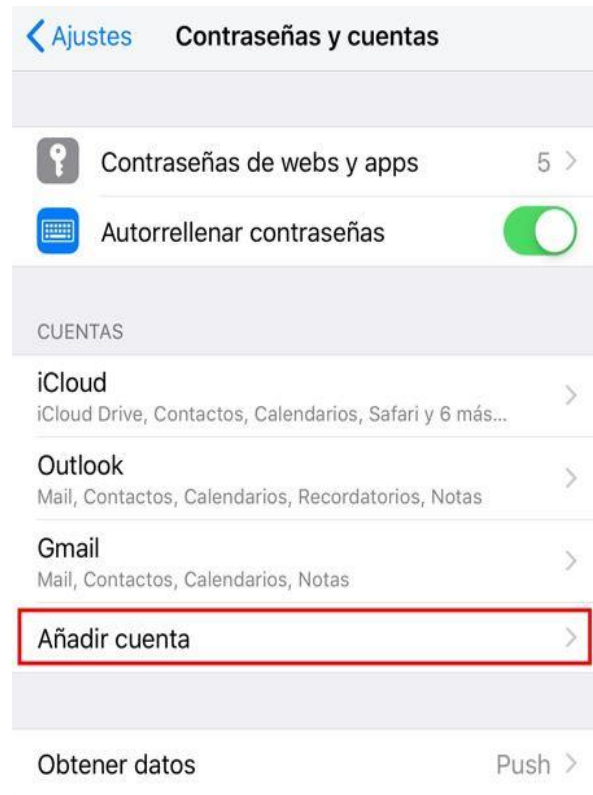 Ajustes Contraseñas y cuentas
Contraseñas de webs y apps 5
Autorrellenar contraseñas
CUENTAS
iCloud
iCloud Drive, Contactos, Calendarios, Safari y 6 más...
Outlook
Mail, Contactos, Calendarios, Recordatorios, Notas
Gmail
Mail, Contactos, Calendarios, Notas
Añadir cuenta
Obtener datos Push